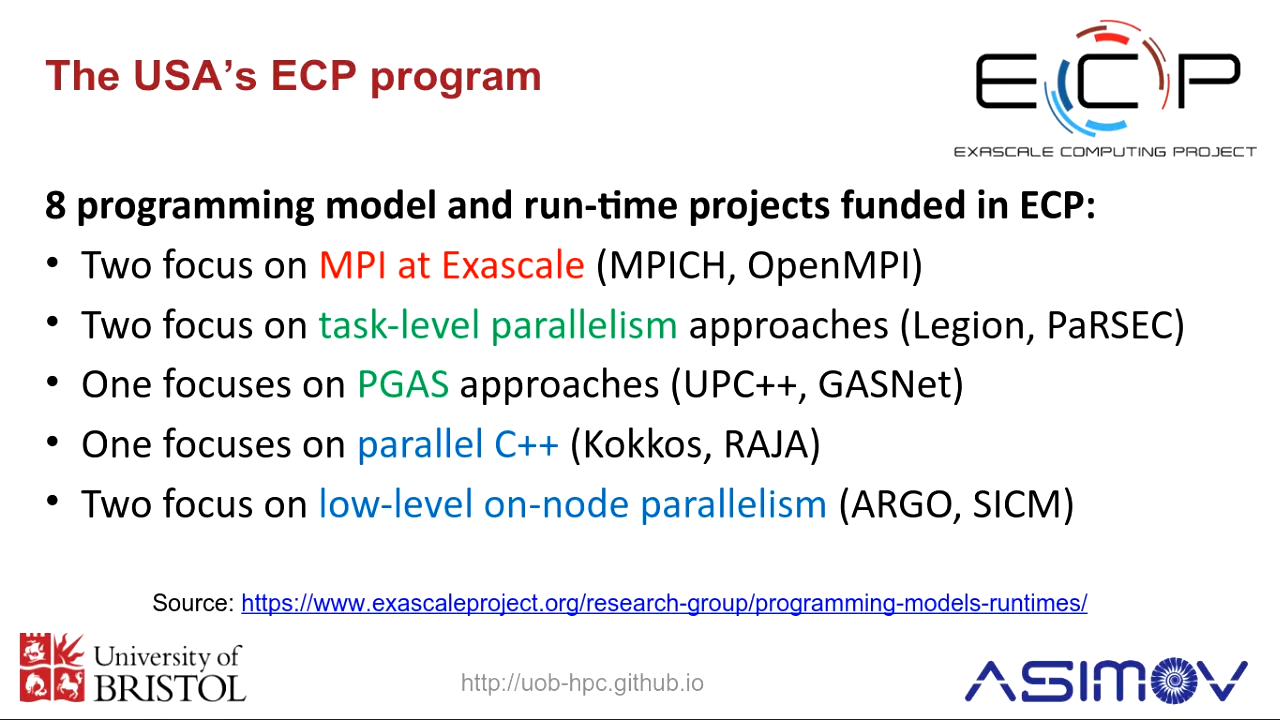 The USA’s ECP program
ECP
EXASCALE COMPUTING PROJECT
8 programming model and run-time projects funded in ECP:
• Two focus on MPI at Exascale (MPICH, OpenMPI)
• Two focus on task-level parallelism approaches (Legion, PaRSEC)
• One focuses on PGAS approaches (UPC++, GASNet)
• One focuses on parallel C++ (Kokkos, RAJA)
• Two focus on low-level on-node parallelism (ARGO, SICM)
Source: https://www.exascaleproject.org/research-group/programming-models-runtimes/
University of
BRISTOL
http://uob-hpc.github.io
ASIMOV